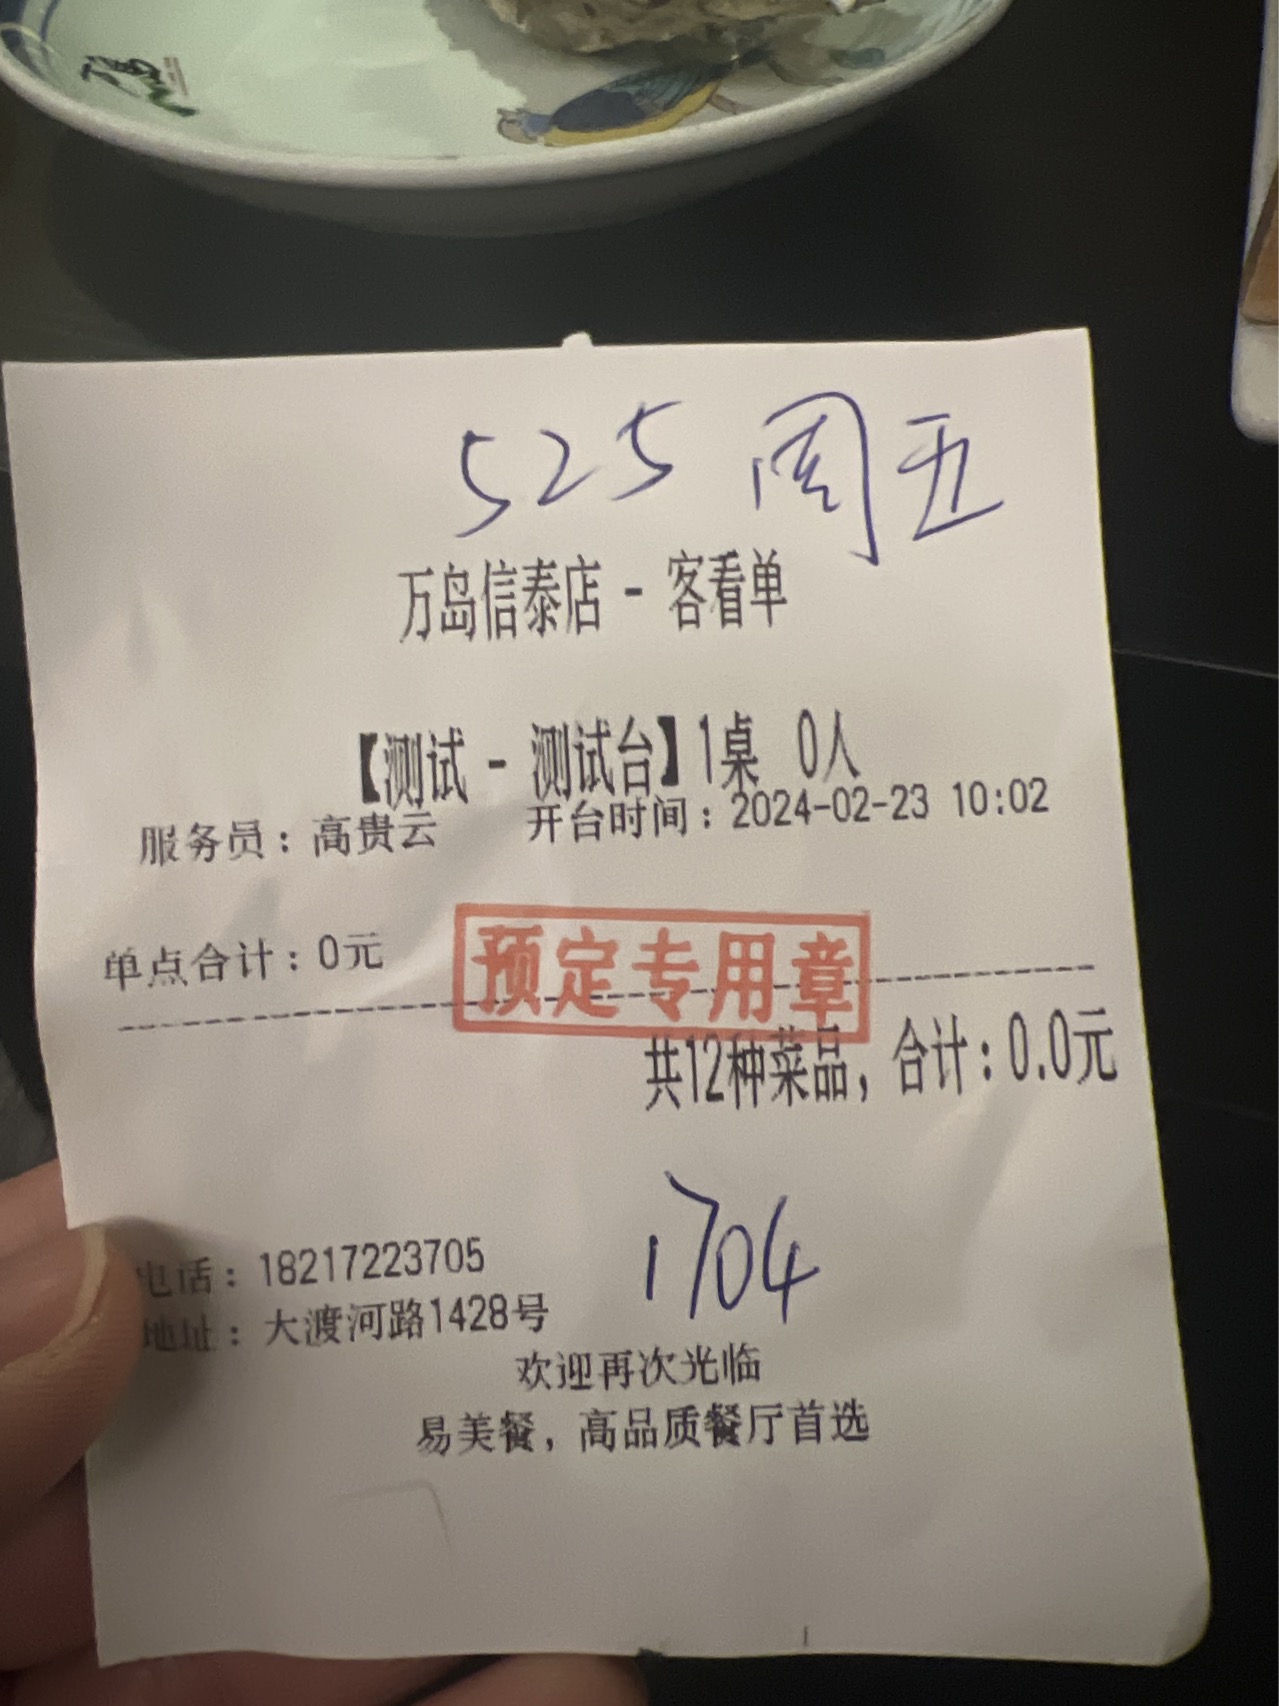 525 周五
万岛信泰店 - 客看单
【测试 - 测试台】1桌 0人
服务员：高贵云 开台时间：2024-02-23 10:02
单点合计：0元
预定专用章
共12种菜品，合计：0.0元
1704
电话：18217223705
地址：大渡河路1428号
欢迎再次光临
易美餐，高品质餐厅首选